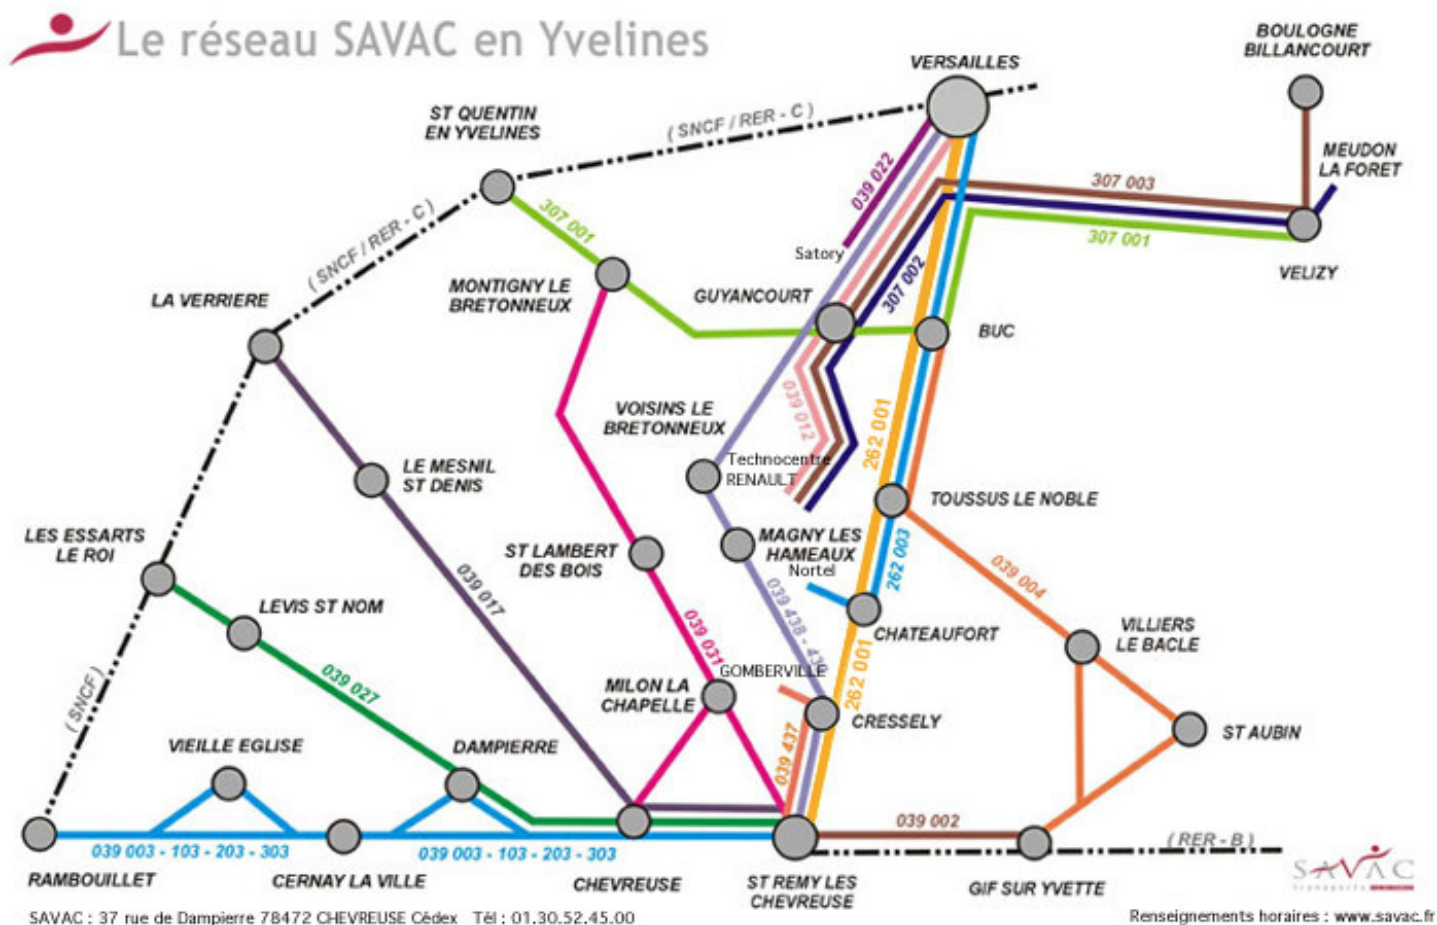 Le réseau SAVAC en Yvelines
BOULOGNE
BILLANCOURT
VERSAILLES
ST QUENTIN
EN YVELINES
( SNCF / RER - C )
MEUDON
LA FORET
039 022
307 003
( SNCF / RER - C )
307 001
307 001
Satory
VELIZY
MONTIGNY LE
BRETONNEUX
GUYANCOURT
307 002
LA VERRIERE
BUC
VOISINS LE
BRETONNEUX
039 012
262 001
Technocentre
RENAULT
LE MESNIL
ST DENIS
TOUSSUS LE NOBLE
LES ESSARTS
LE ROI
ST LAMBERT
DES BOIS
MAGNY LES
HAMEAUX
Nortel
262 003
039 004
039 017
LEVIS ST NOM
039 438 - 439
CHATEAUFORT
VILLIERS
LE BACLE
039 031
GOMBERVILLE
262 001
039 027
( SNCF )
MILON LA
CHAPELLE
CRESSELY
ST AUBIN
VIEILLE EGLISE
DAMPIERRE
039 437
039 002
( RER - B )
039 003 - 103 - 203 - 303
039 003 - 103 - 203 - 303
RAMBOUILLET
CERNAY LA VILLE
CHEVREUSE
ST REMY LES
CHEVREUSE
GIF SUR YVETTE
SAVAC
SAVAC : 37 rue de Dampierre 78472 CHEVREUSE Cédex Tél : 01.30.52.45.00
Renseignements horaires : www.savac.fr